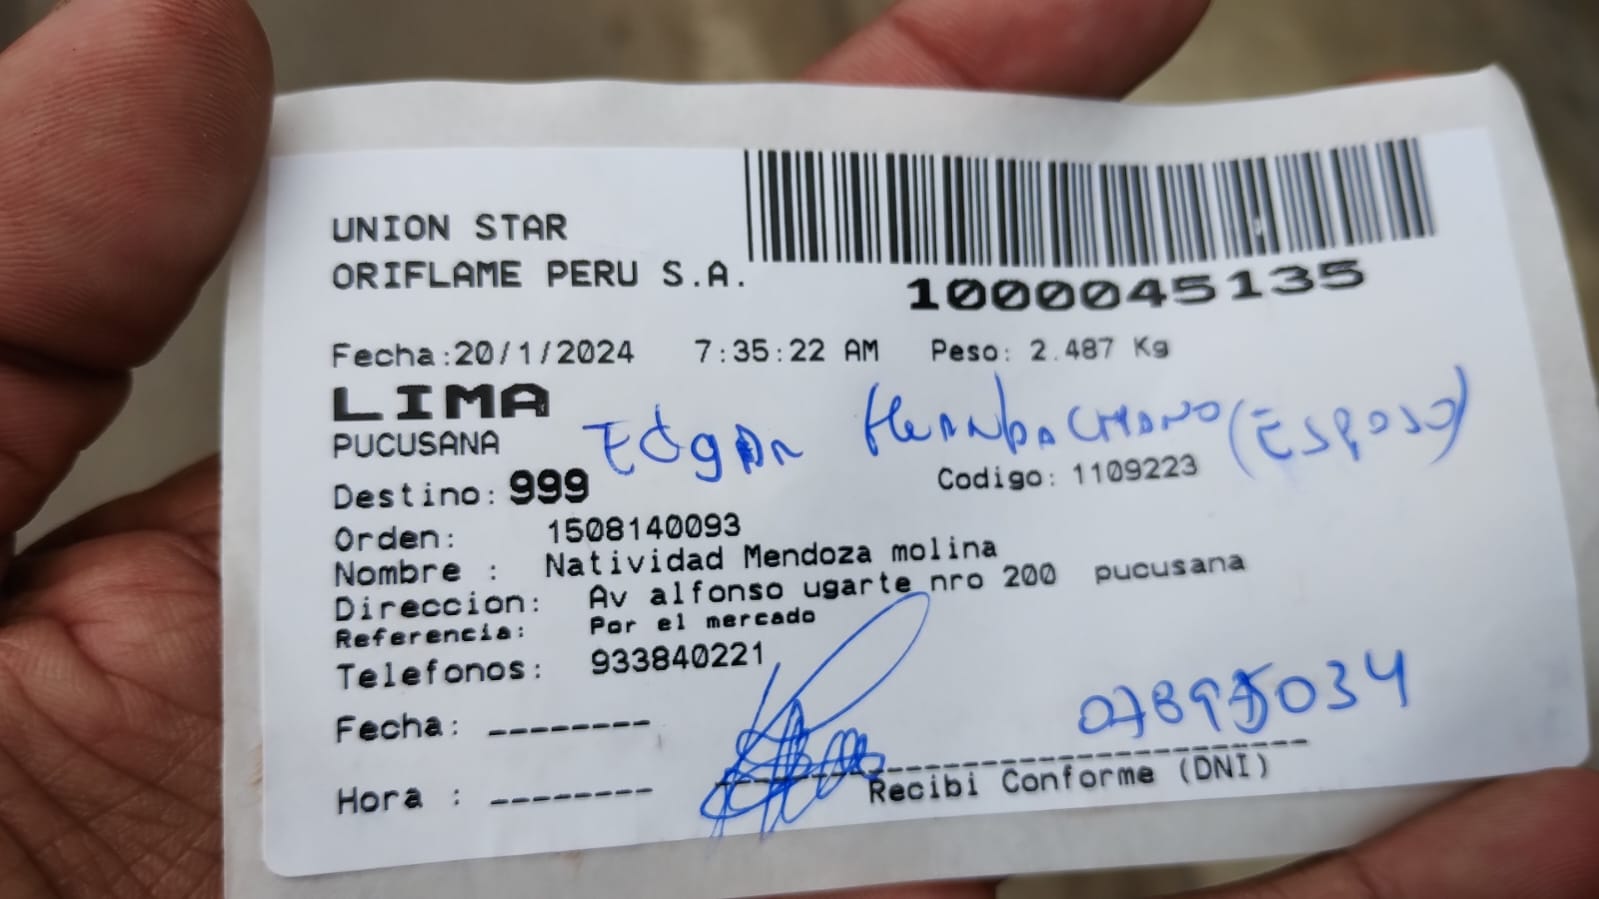 UNION STAR
ORIFLAME PERU S.A.
1000045135
Fecha:20/1/2024 7:35:22 AM Peso: 2.487 Kg
LIMA
PUCUSANA
EdgAR (ESPOSO)
Destino: 999 Codigo: 1109223
Orden: 1508140093
Nombre : Natividad Mendoza molina
Direccion: Av alfonso ugarte nro 200 pucusana
Referencia: Por el mercado
Telefonos: 933840221
Fecha: --------
Hora : --------
Recibi Conforme (DNI)